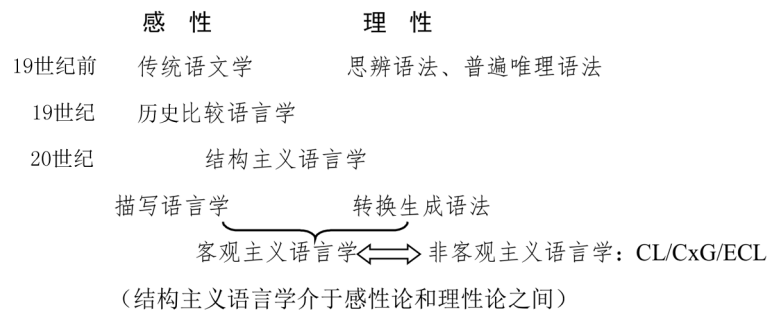 感 性 理 性
19世纪前 传统语文学 思辨语法、普遍唯理语法
19世纪 历史比较语言学
20世纪 结构主义语言学
描写语言学 转换生成语法
客观主义语言学 非客观主义语言学：CL/CxG/ECL
（结构主义语言学介于感性论和理性论之间）